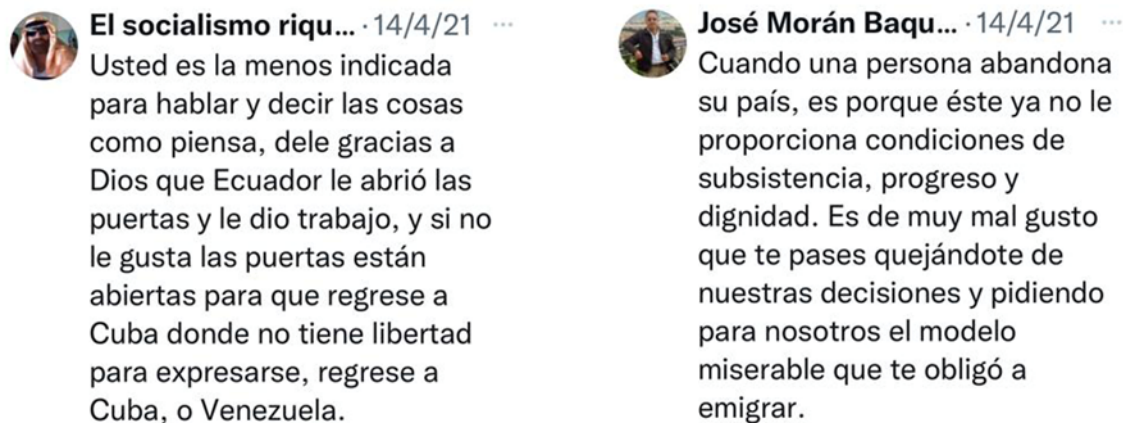 El socialismo riqu... · 14/4/21 ...
Usted es la menos indicada
para hablar y decir las cosas
como piensa, dele gracias a
Dios que Ecuador le abrió las
puertas y le dio trabajo, y si no
le gusta las puertas están
abiertas para que regrese a
Cuba donde no tiene libertad
para expresarse, regrese a
Cuba, o Venezuela.
José Morán Baqu... · 14/4/21 ...
Cuando una persona abandona
su país, es porque éste ya no le
proporciona condiciones de
subsistencia, progreso y
dignidad. Es de muy mal gusto
que te pases quejándote de
nuestras decisiones y pidiendo
para nosotros el modelo
miserable que te obligó a
emigrar.